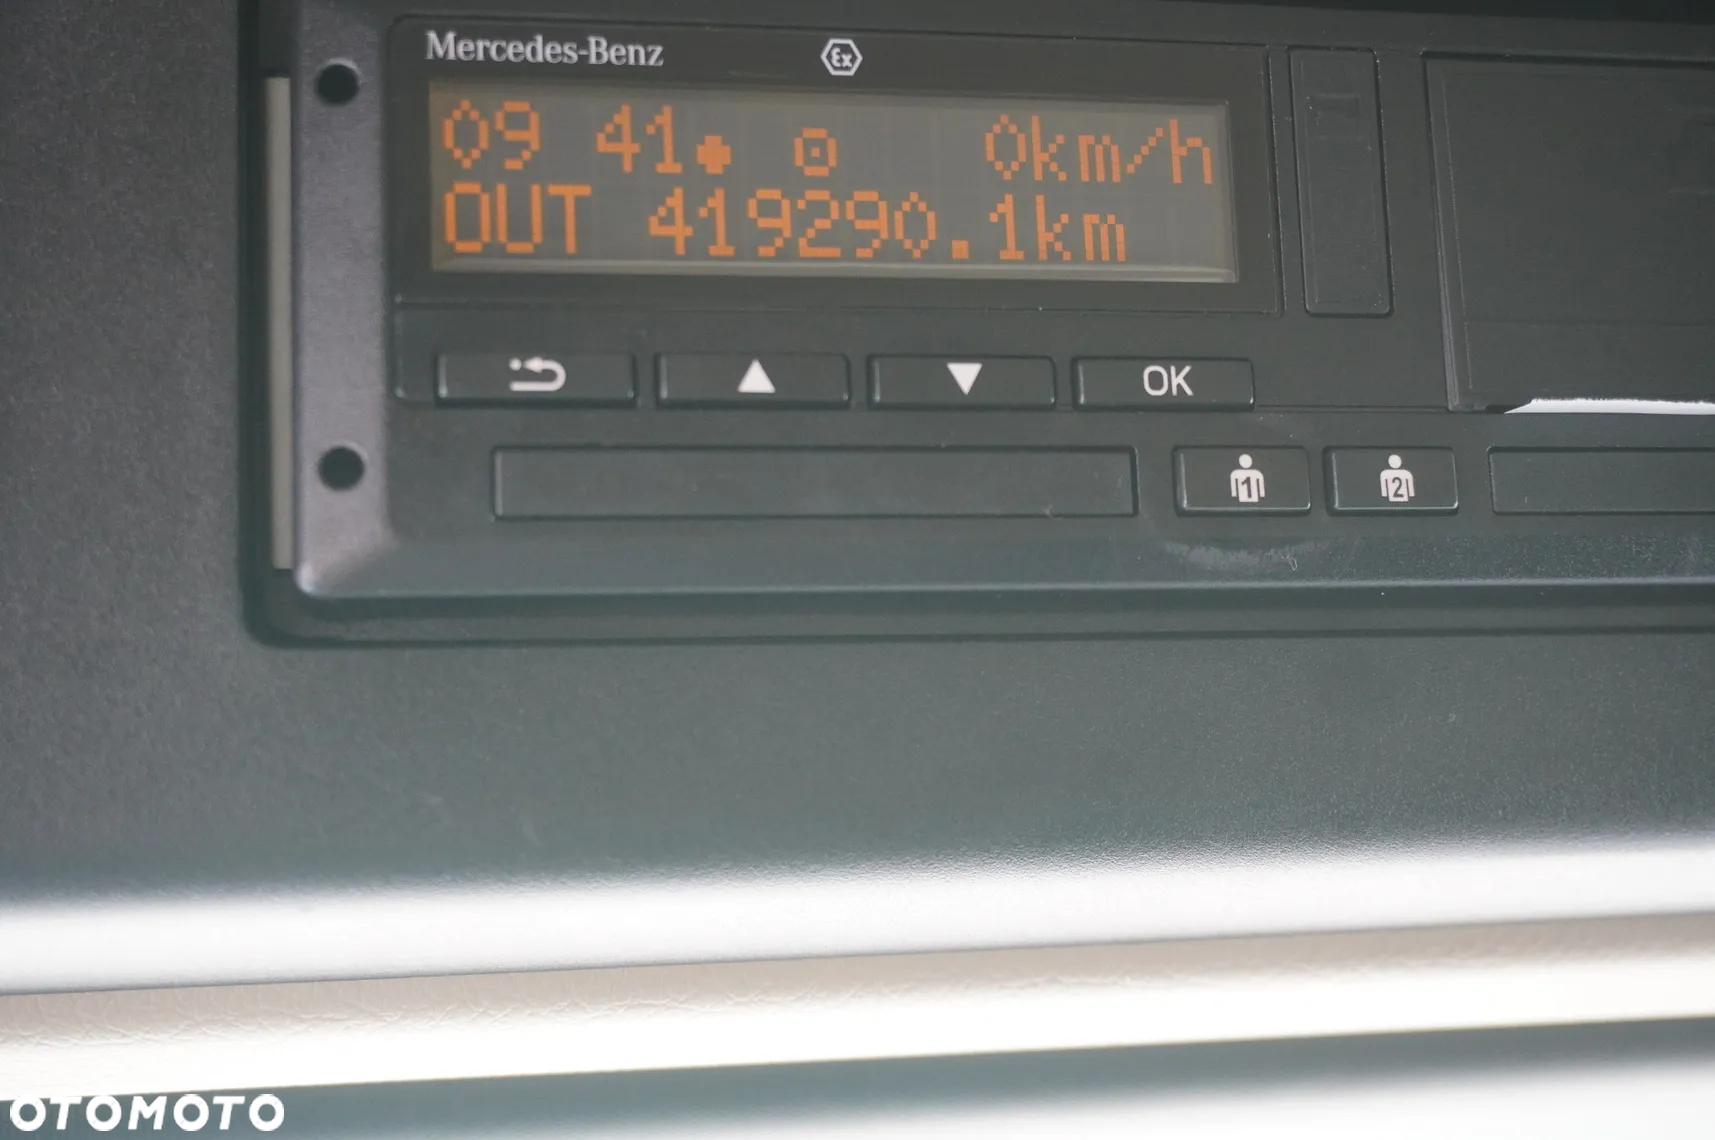 Mercedes-Benz Ex
09 41 0km/h
OUT 419290.1km
OK
1 2
OTOMOTO